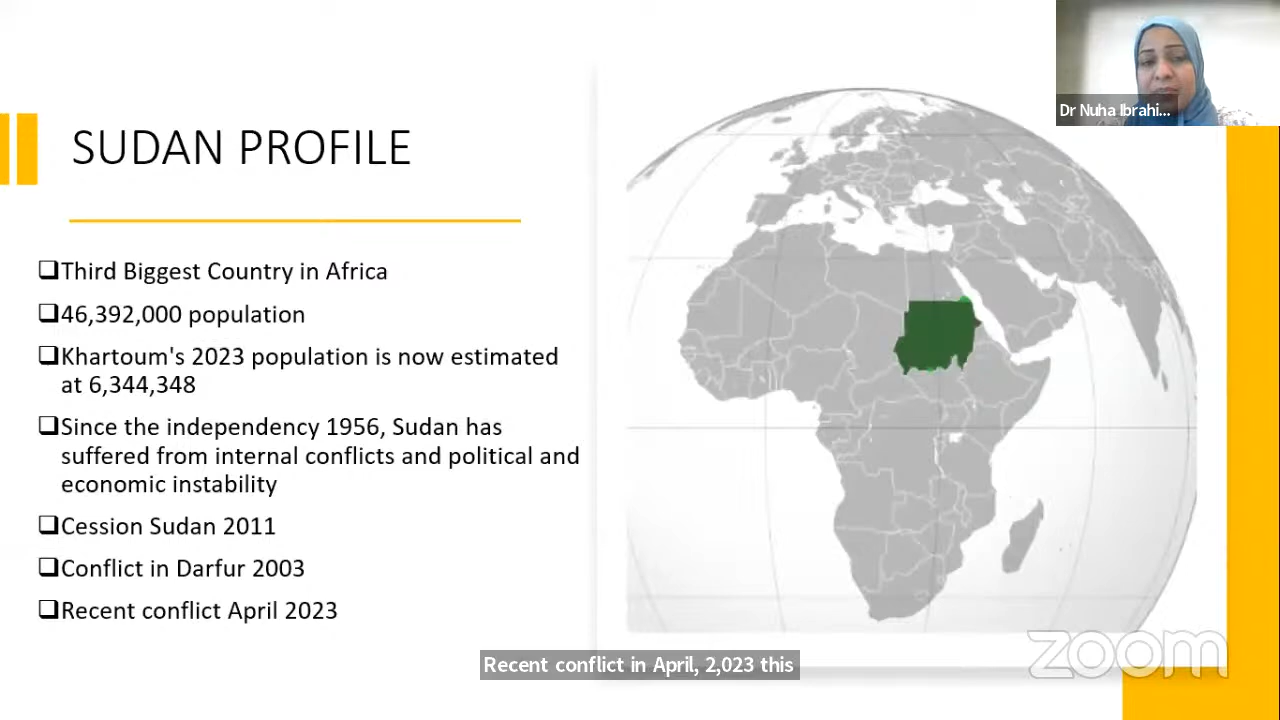 Dr Nuha Ibrahi...
SUDAN PROFILE
❑Third Biggest Country in Africa
❑46,392,000 population
❑Khartoum's 2023 population is now estimated
at 6,344,348
❑Since the independency 1956, Sudan has
suffered from internal conflicts and political and
economic instability
❑Cession Sudan 2011
❑Conflict in Darfur 2003
❑Recent conflict April 2023
zoom
Recent conflict in April, 2,023 this